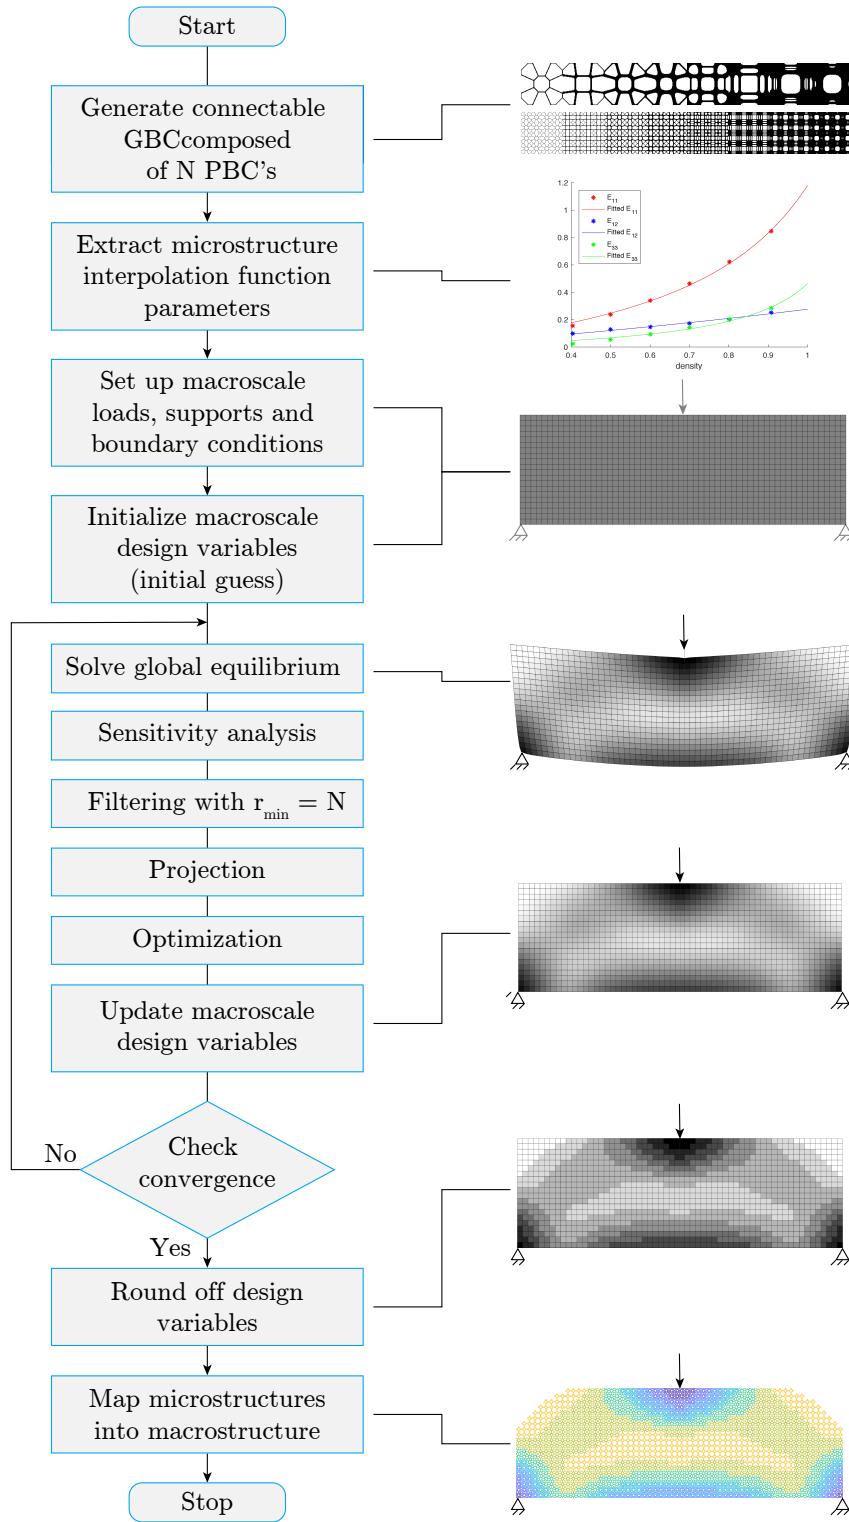 Start
Generate connectable
GBCcomposed
of N PBC's
Extract microstructure
interpolation function
parameters
1.2
1
0.8
0.6
0.4
0.2
0
E11
Fitted E11
E12
Fitted E12
E33
Fitted E33
0.4 0.5 0.6 0.7 0.8 0.9 1
density
Set up macroscale
loads, supports and
boundary conditions
Initialize macroscale
design variables
(initial guess)
Solve global equilibrium
Sensitivity analysis
Filtering with rmin = N
Projection
Optimization
Update macroscale
design variables
Check
convergence
No
Yes
Round off design
variables
Map microstructures
into macrostructure
Stop